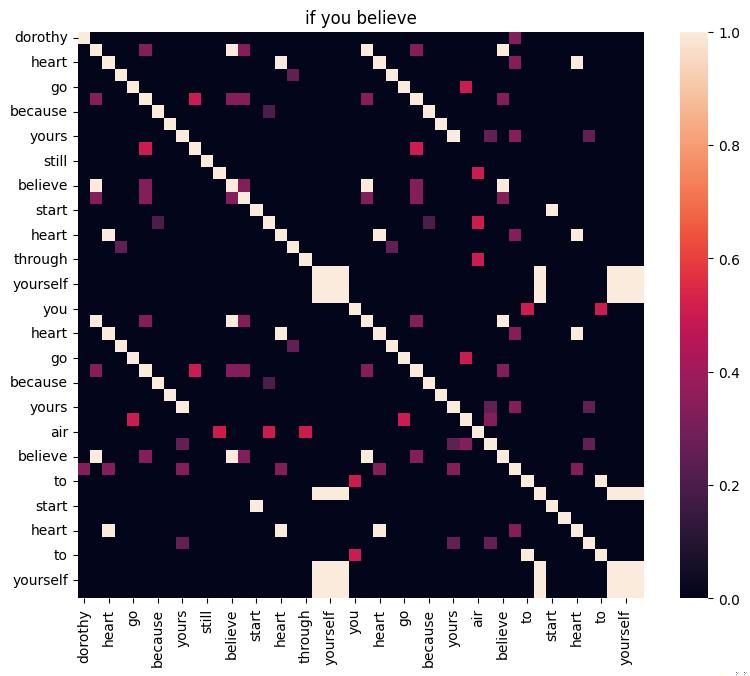 if you believe
dorothy
heart
go
because
yours
still
believe
start
heart
through
yourself
you
heart
go
because
yours
air
believe
to
start
heart
to
yourself
1.0
0.8
0.6
0.4
0.2
0.0
dorothy
heart
go
because
yours
still
believe
start
heart
through
yourself
you
heart
go
because
yours
air
believe
to
start
heart
to
yourself